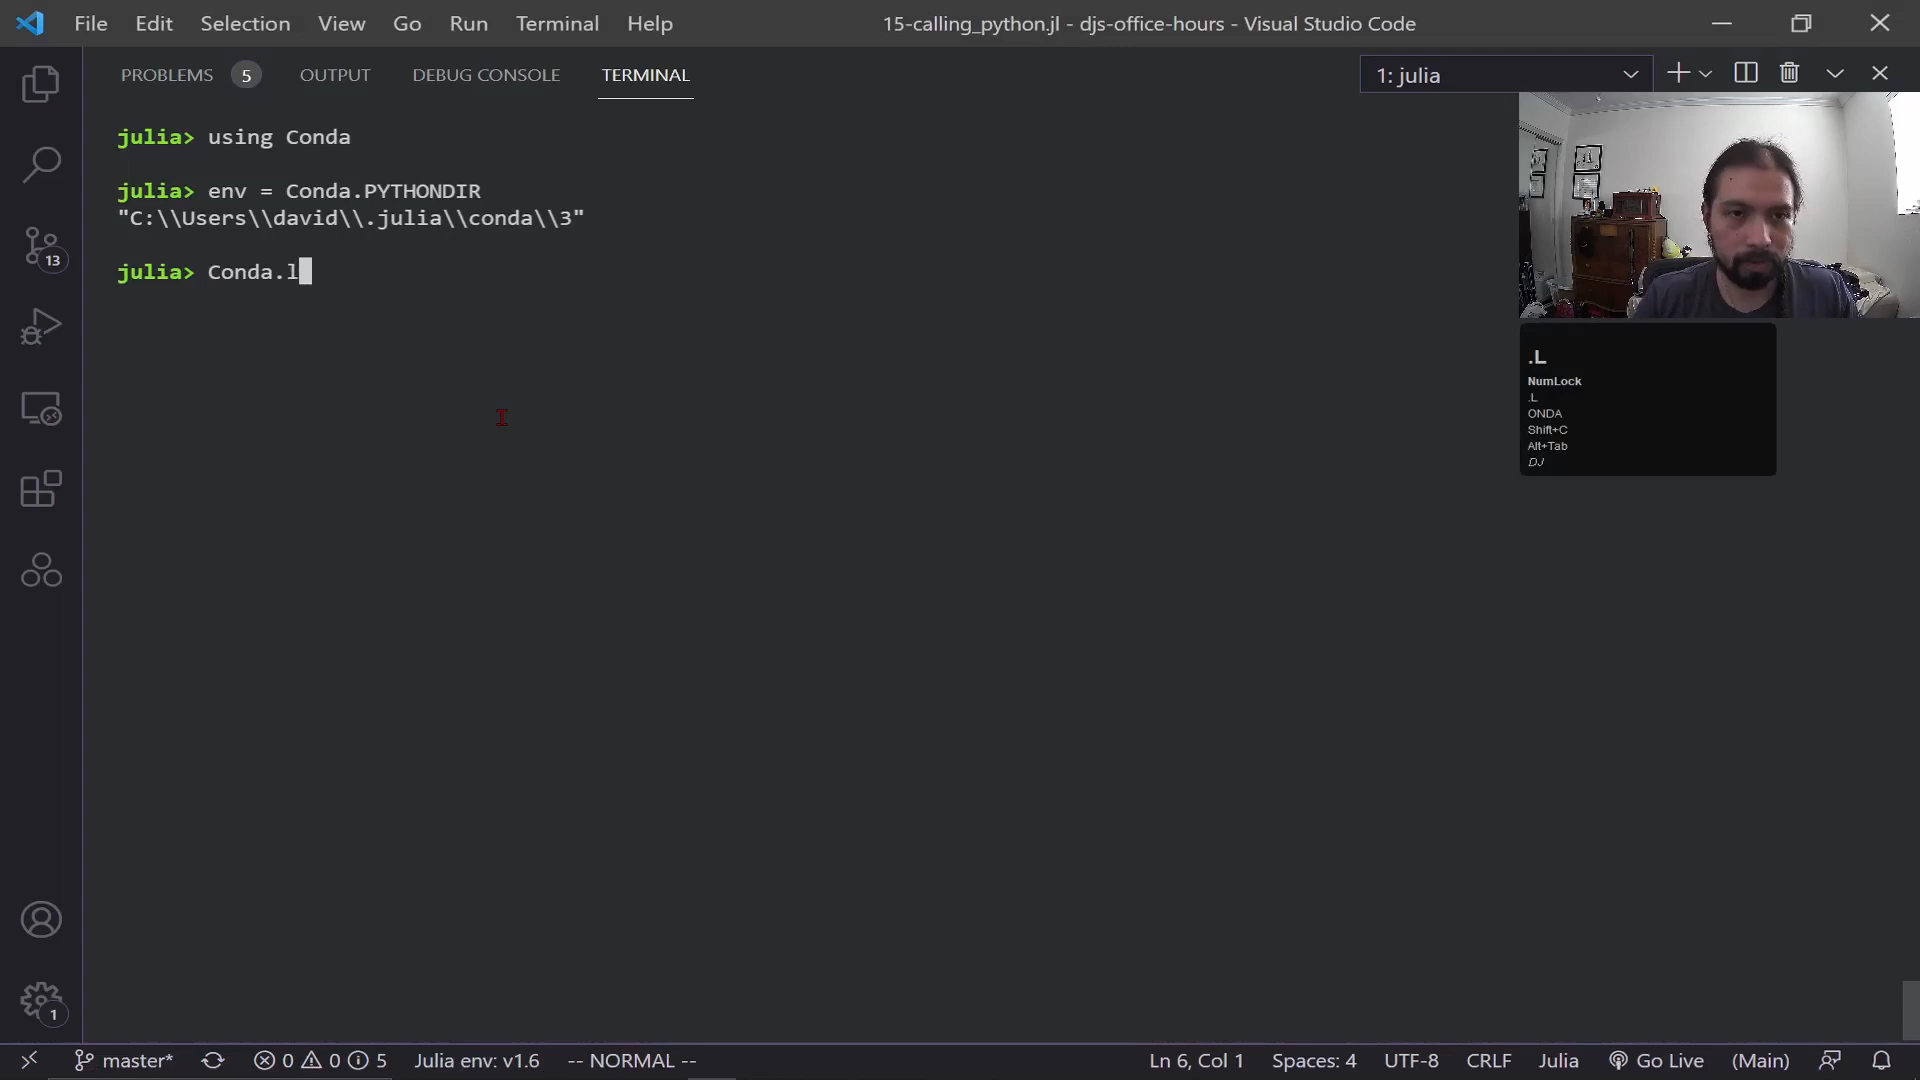 File Edit Selection View Go Run Terminal Help
15-calling_python.jl - djs-office-hours - Visual Studio Code
PROBLEMS 5 OUTPUT DEBUG CONSOLE TERMINAL
1: julia
julia> using Conda
julia> env = Conda.PYTHONDIR
"C:\\Users\\david\\.julia\\conda\\3"
julia> Conda.l
.L
NumLock
.L
ONDA
Shift+C
Alt+Tab
DJ
13
1
master* 0 0 5 Julia env: v1.6 -- NORMAL -- Ln 6, Col 1 Spaces: 4 UTF-8 CRLF Julia Go Live (Main)